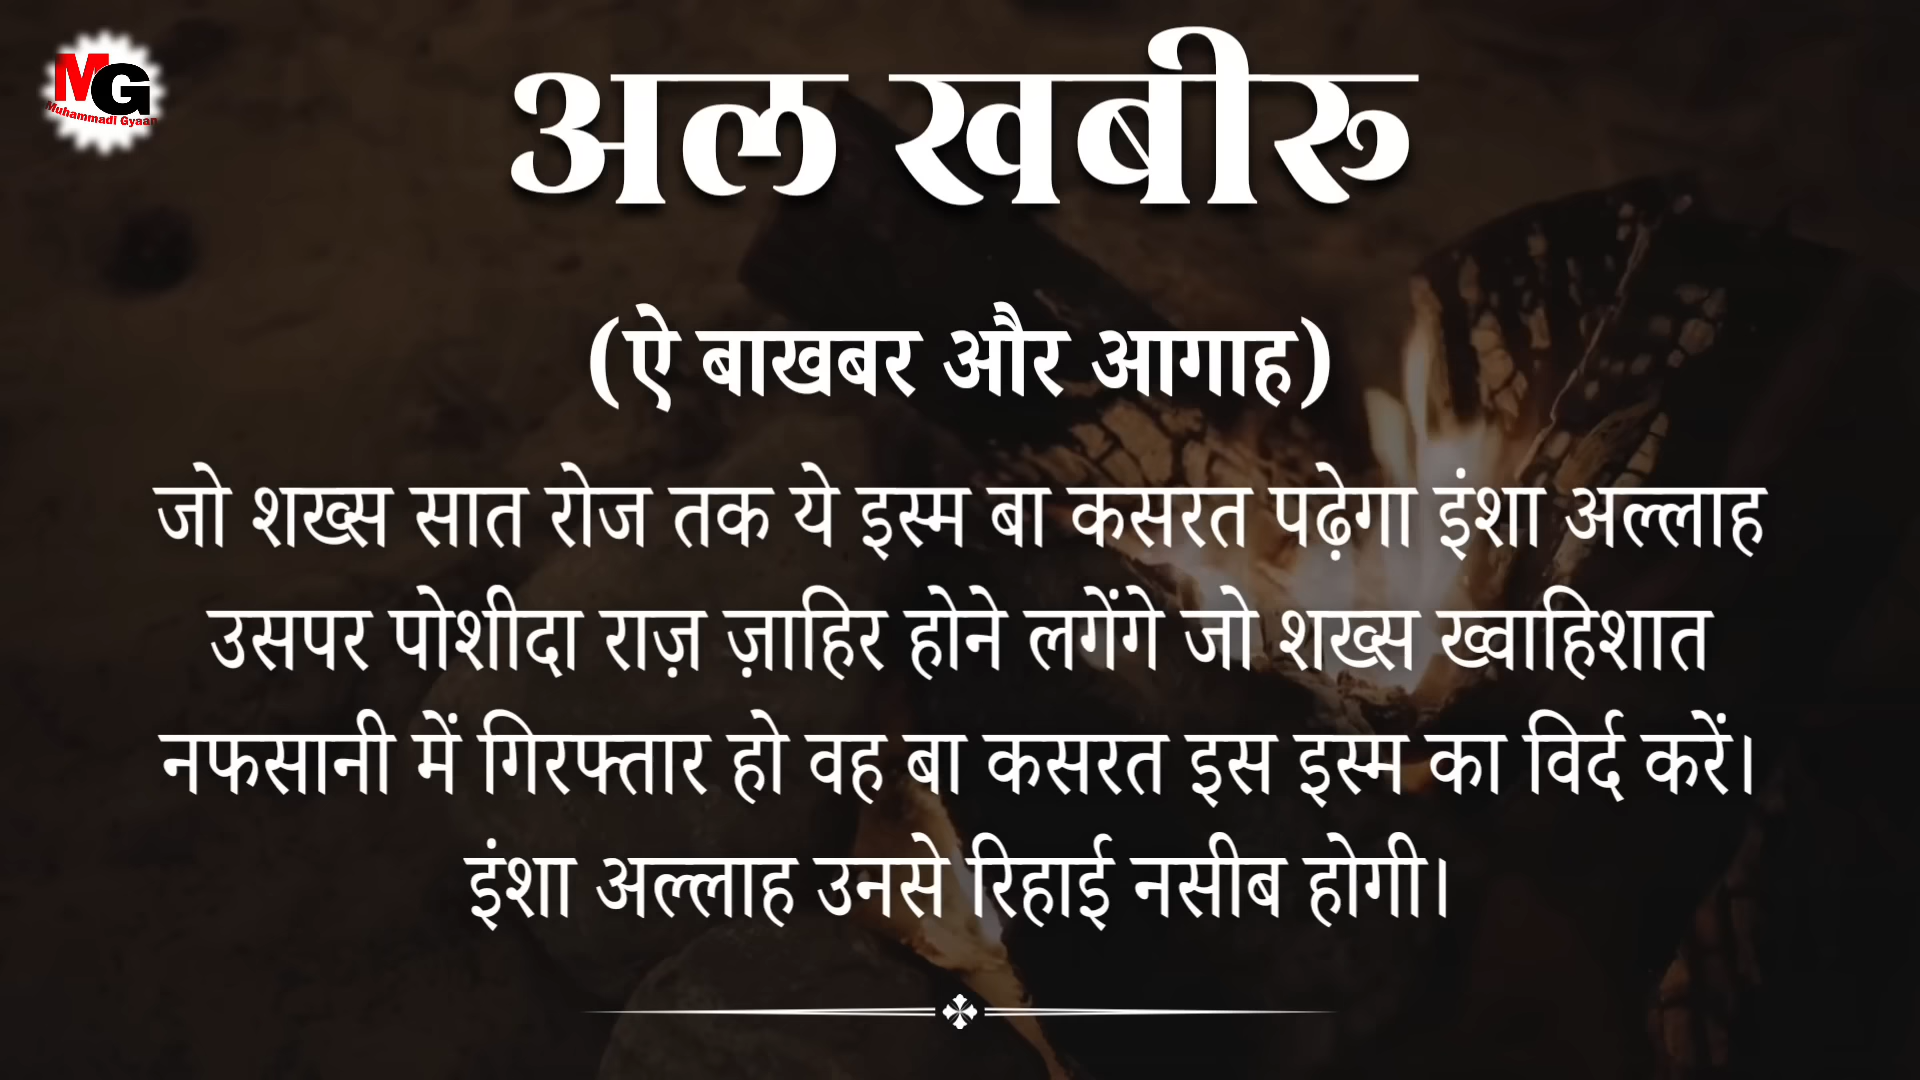 MG
Muhammadi Gyaan
अल खबीरु
(ऐ बाखबर और आगाह)
जो शख्स सात रोज तक ये इस्म बा कसरत पढ़ेगा इंशा अल्लाह
उसपर पोशीदा राज़ ज़ाहिर होने लगेंगे जो शख्स ख्वाहिशात
नफसानी में गिरफ्तार हो वह बा कसरत इस इस्म का विर्द करें।
इंशा अल्लाह उनसे रिहाई नसीब होगी।